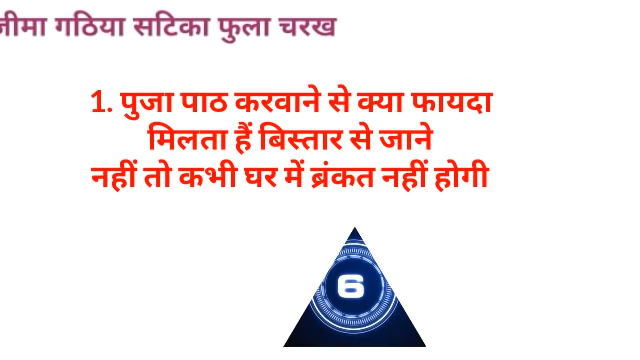 जीमा गठिया सटिका फुला चरख
1. पुजा पाठ करवाने से क्या फायदा
मिलता हैं बिस्तार से जाने
नहीं तो कभी घर में ब्रंकत नहीं होगी
6